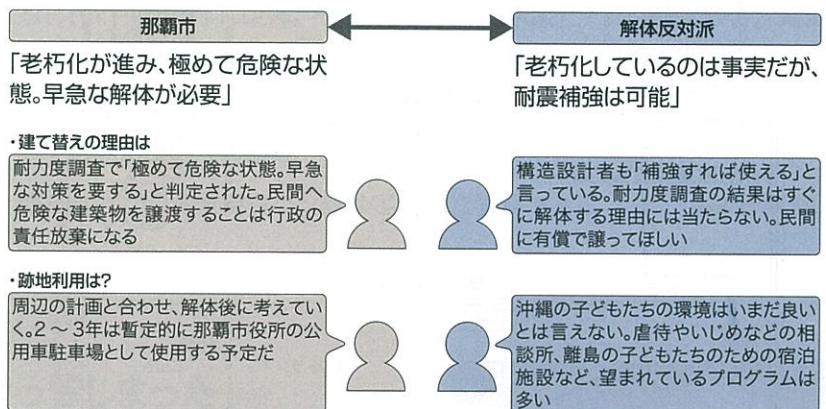 那覇市
解体反対派
「老朽化が進み、極めて危険な状
態。早急な解体が必要」
「老朽化しているのは事実だが、
耐震補強は可能」
・建て替えの理由は
耐力度調査で「極めて危険な状態。早急
な対策を要する」と判定された。民間へ
危険な建築物を譲渡することは行政の
責任放棄になる
構造設計者も「補強すれば使える」と
言っている。耐力度調査の結果はすぐ
に解体する理由には当たらない。民間
に有償で譲ってほしい
・跡地利用は?
周辺の計画と合わせ、解体後に考えてい
く。2～3年は暫定的に那覇市役所の公
用車駐車場として使用する予定だ
沖縄の子どもたちの環境はいまだ良い
とは言えない。虐待やいじめなどの相
談所、離島の子どもたちのための宿泊
施設など、望まれているプログラムは
多い